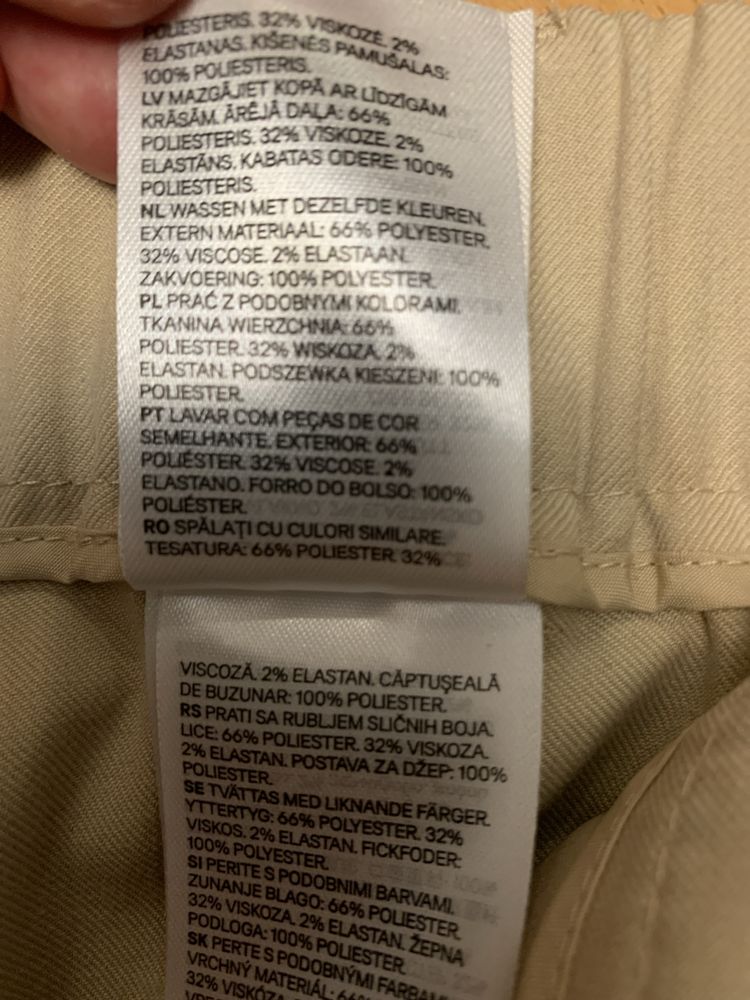 POLIESTERIS. 32% VISKOZĖ. 2%
ELASTANAS. KIŠENĖS PAMUŠALAS:
100% POLIESTERIS.
LV MAZGĀJIET KOPĀ AR LĪDZĪGĀM
KRĀSĀM. ĀRĒJĀ DAĻA: 66%
POLIESTERIS. 32% VISKOZE. 2%
ELASTĀNS. KABATAS ODERE: 100%
POLIESTERIS.
NL WASSEN MET DEZELFDE KLEUREN.
EXTERN MATERIAAL: 66% POLYESTER.
32% VISCOSE. 2% ELASTAAN.
ZAKVOERING: 100% POLYESTER.
PL PRAĆ Z PODOBNYMI KOLORAMI.
TKANINA WIERZCHNIA: 66%
POLIESTER. 32% WISKOZA. 2%
ELASTAN. PODSZEWKA KIESZENI: 100%
POLIESTER.
PT LAVAR COM PEÇAS DE COR
SEMELHANTE. EXTERIOR: 66%
POLIÉSTER. 32% VISCOSE. 2%
ELASTANO. FORRO DO BOLSO: 100%
POLIÉSTER.
RO SPĂLAȚI CU CULORI SIMILARE.
TESATURA: 66% POLIESTER. 32%
VISCOZĂ. 2% ELASTAN. CĂPTUȘEALĂ
DE BUZUNAR: 100% POLIESTER.
RS PRATI SA RUBLJEM SLIČNIH BOJA.
LICE: 66% POLIESTER. 32% VISKOZA.
2% ELASTAN. POSTAVA ZA DŽEP: 100%
POLIESTER.
SE TVÄTTAS MED LIKNANDE FÄRGER.
YTTERTYG: 66% POLYESTER. 32%
VISKOS. 2% ELASTAN. FICKFODER:
100% POLYESTER.
SI PERITE S PODOBNIMI BARVAMI.
ZUNANJE BLAGO: 66% POLIESTER.
32% VISKOZA. 2% ELASTAN. ŽEPNA
PODLOGA: 100% POLIESTER.
SK PERTE S PODOBNÝMI FARBAMI.
VRCHNÝ MATERIÁL: 66%
32% VISKÓZA.